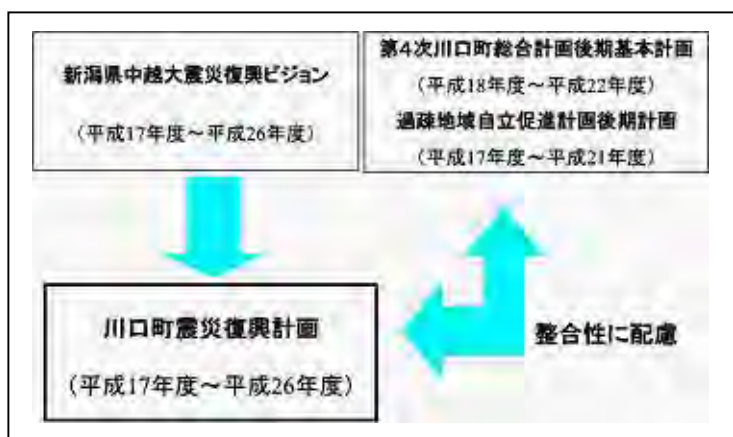 新潟県中越大震災復興ビジョン
（平成17年度～平成26年度）
第４次川口町総合計画後期基本計画
（平成18年度～平成22年度）
過疎地域自立促進計画後期計画
（平成17年度～平成21年度）
川口町震災復興計画
（平成17年度～平成26年度）
整合性に配慮